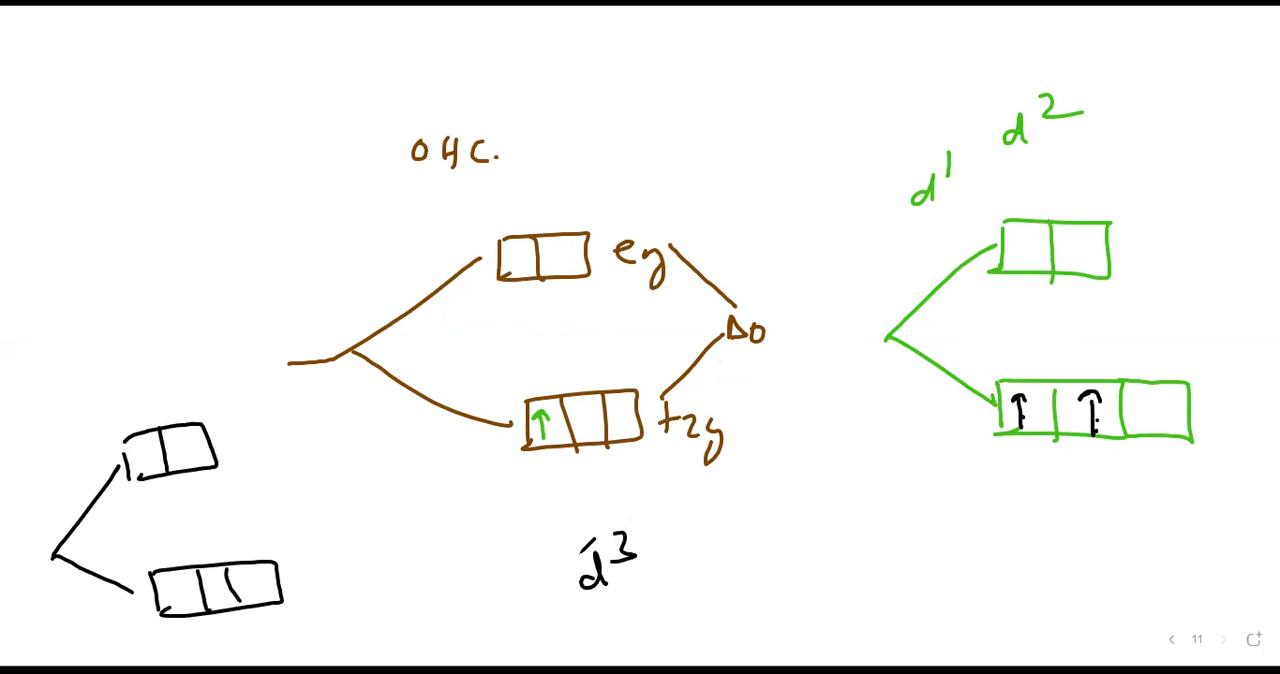 d²
d¹
OHC.
eg
Δo
t2g
d³
11